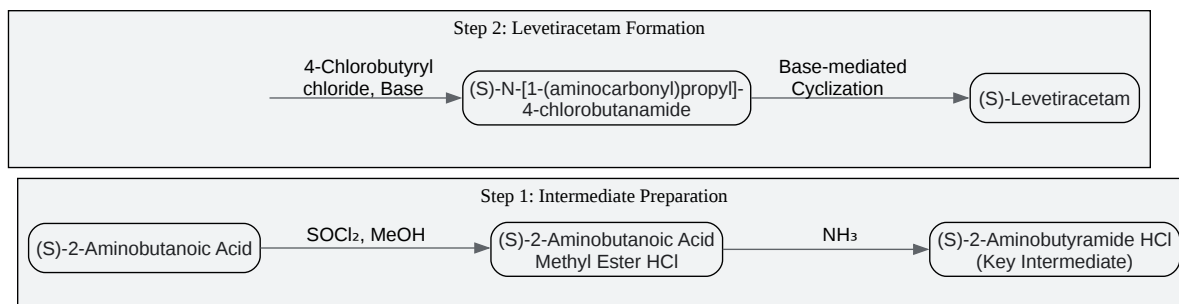 Step 2: Levetiracetam Formation
4-Chlorobutyryl
chloride, Base
(S)-N-[1-(aminocarbonyl)propyl]-
4-chlorobutanamide
Base-mediated
Cyclization
(S)-Levetiracetam
Step 1: Intermediate Preparation
(S)-2-Aminobutanoic Acid
SOCl₂, MeOH
(S)-2-Aminobutanoic Acid
Methyl Ester HCl
NH₃
(S)-2-Aminobutyramide HCl
(Key Intermediate)